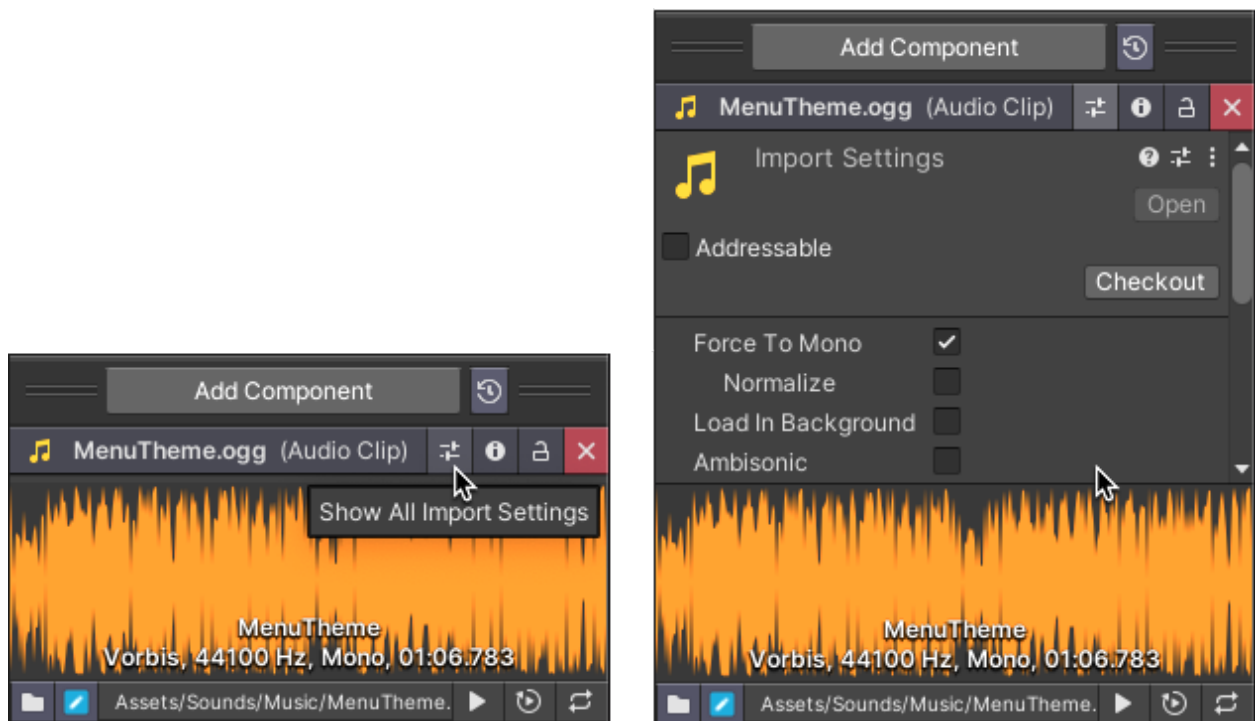 Add Component
MenuTheme.ogg (Audio Clip)
Show All Import Settings
MenuTheme
Vorbis, 44100 Hz, Mono, 01:06.783
Assets/Sounds/Music/MenuTheme.
Add Component
MenuTheme.ogg (Audio Clip)
Import Settings
Open
Addressable
Checkout
Force To Mono
Normalize
Load In Background
Ambisonic
MenuTheme
Vorbis, 44100 Hz, Mono, 01:06.783
Assets/Sounds/Music/MenuTheme.